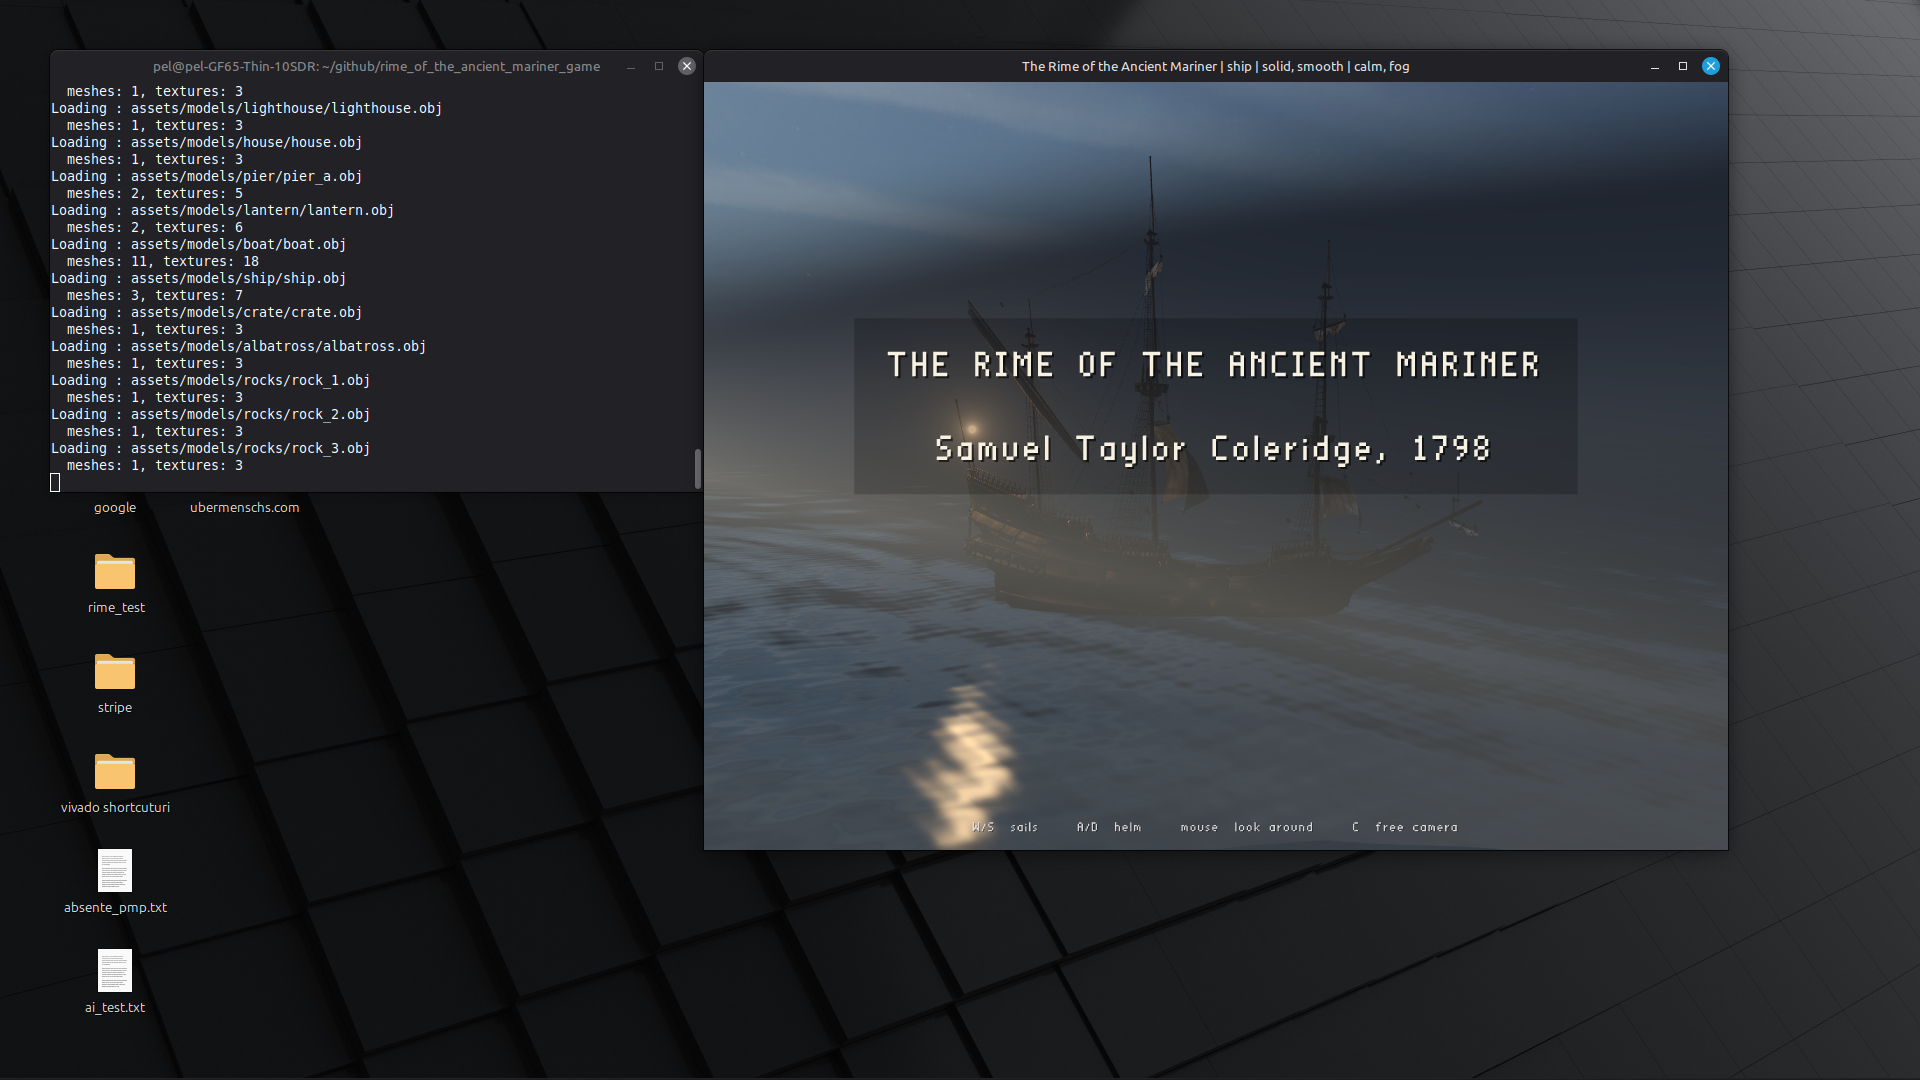 pel@pel-GF65-Thin-10SDR: ~/github/rime_of_the_ancient_mariner_game
meshes: 1, textures: 3
Loading : assets/models/lighthouse/lighthouse.obj
meshes: 1, textures: 3
Loading : assets/models/house/house.obj
meshes: 1, textures: 3
Loading : assets/models/pier/pier_a.obj
meshes: 2, textures: 5
Loading : assets/models/lantern/lantern.obj
meshes: 2, textures: 6
Loading : assets/models/boat/boat.obj
meshes: 11, textures: 18
Loading : assets/models/ship/ship.obj
meshes: 3, textures: 7
Loading : assets/models/crate/crate.obj
meshes: 1, textures: 3
Loading : assets/models/albatross/albatross.obj
meshes: 1, textures: 3
Loading : assets/models/rocks/rock_1.obj
meshes: 1, textures: 3
Loading : assets/models/rocks/rock_2.obj
meshes: 1, textures: 3
Loading : assets/models/rocks/rock_3.obj
meshes: 1, textures: 3
google
ubermenschs.com
rime_test
stripe
vivado shortcuturi
absente_pmp.txt
ai_test.txt
The Rime of the Ancient Mariner | ship | solid, smooth | calm, fog
THE RIME OF THE ANCIENT MARINER
Samuel Taylor Coleridge, 1798
W/S sails A/D helm mouse look around C free camera